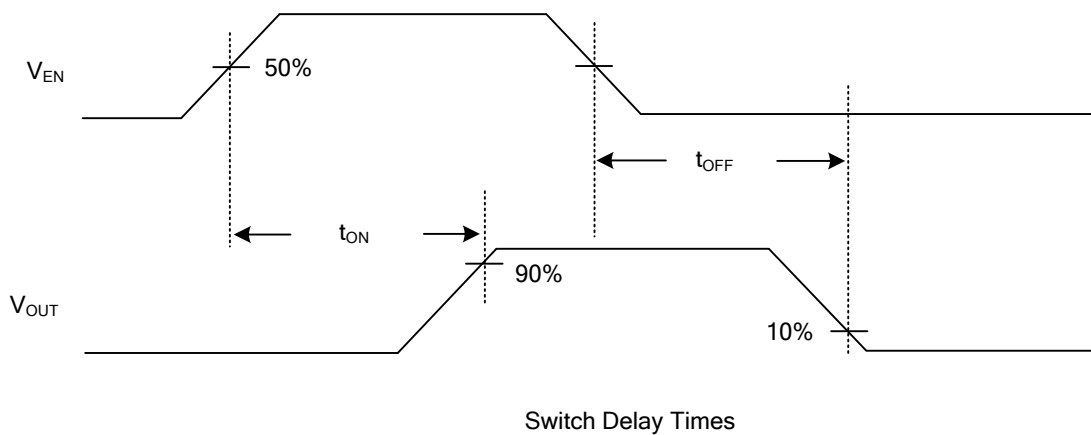 V_EN
50%
t_OFF
t_ON
90%
V_OUT
10%
Switch Delay Times